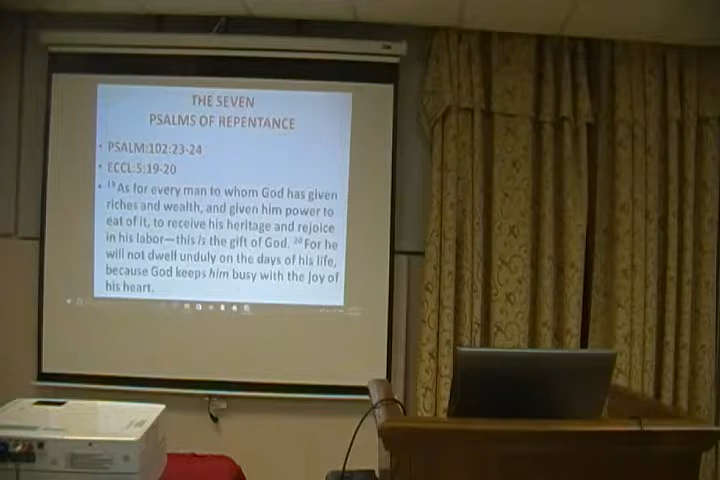 THE SEVEN
PSALMS OF REPENTANCE
• PSALM:102:23-24
• ECCL:5:19-20
• 19 As for every man to whom God has given
riches and wealth, and given him power to
eat of it, to receive his heritage and rejoice
in his labor—this is the gift of God. 20 For he
will not dwell unduly on the days of his life,
because God keeps him busy with the joy of
his heart.